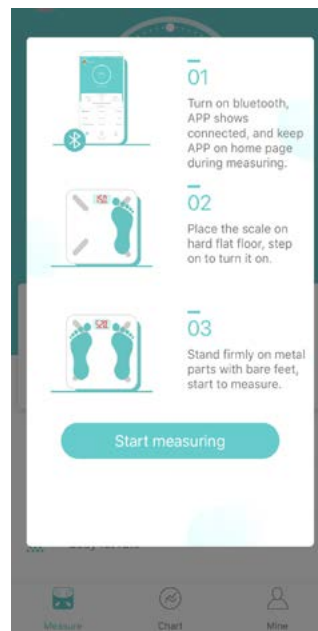 01
Turn on bluetooth,
APP shows
connected, and keep
APP on home page
during measuring.
02
Place the scale on
hard flat floor, step
on to turn it on.
03
Stand firmly on metal
parts with bare feet,
start to measure.
Start measuring
Measure
Chart
Mine